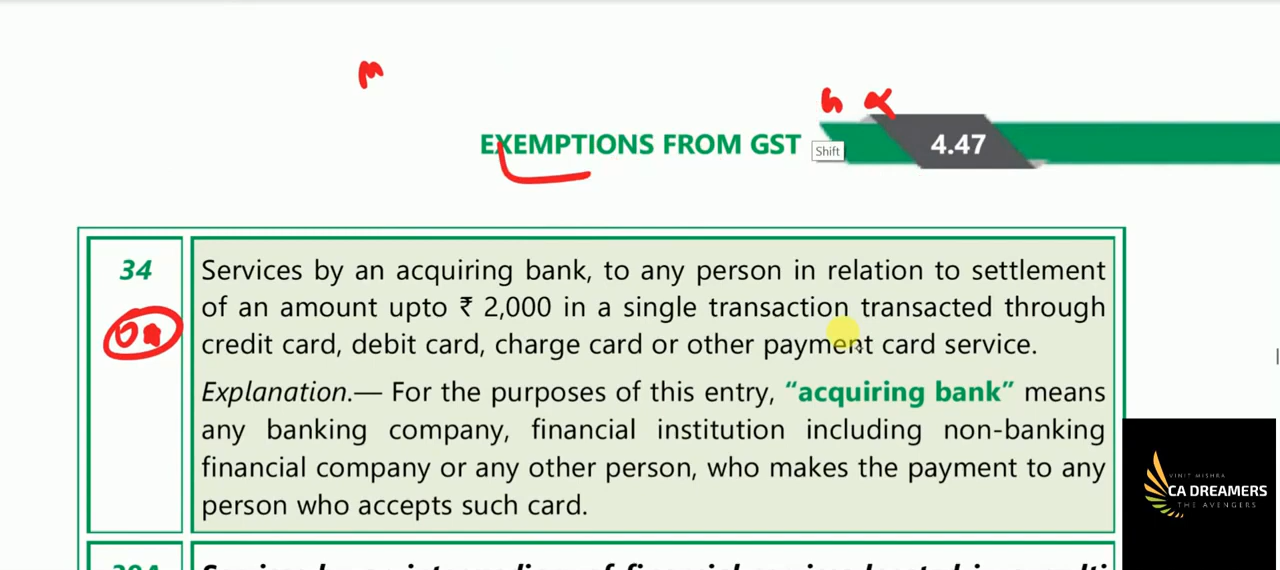 EXEMPTIONS FROM GST
Shift
4.47
34
Services by an acquiring bank, to any person in relation to settlement
of an amount upto ₹ 2,000 in a single transaction transacted through
credit card, debit card, charge card or other payment card service.
Explanation.— For the purposes of this entry, “acquiring bank” means
any banking company, financial institution including non-banking
financial company or any other person, who makes the payment to any
person who accepts such card.
VINIT MISHRA
CA DREAMERS
THE AVENGERS